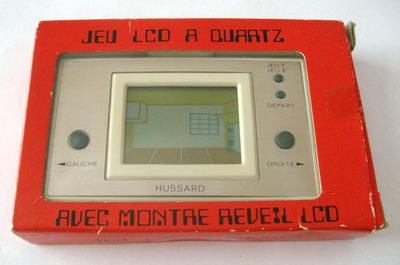 JEU LCD A QUARTZ
JEU-1
JEU-2
DEPART
◄GAUCHE
DROITE►
HUSSARD
AVEC MONTRE REVEIL LCD